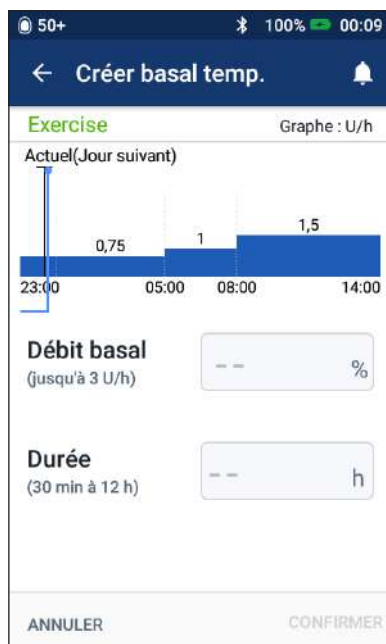 50+ 100% 00:09
Créer basal temp.
Exercise Graphe : U/h
Actuel(Jour suivant)
0,75 1 1,5
23:00 05:00 08:00 14:00
Débit basal
(jusqu'à 3 U/h)
-- %
Durée
(30 min à 12 h)
-- h
ANNULER CONFIRMER